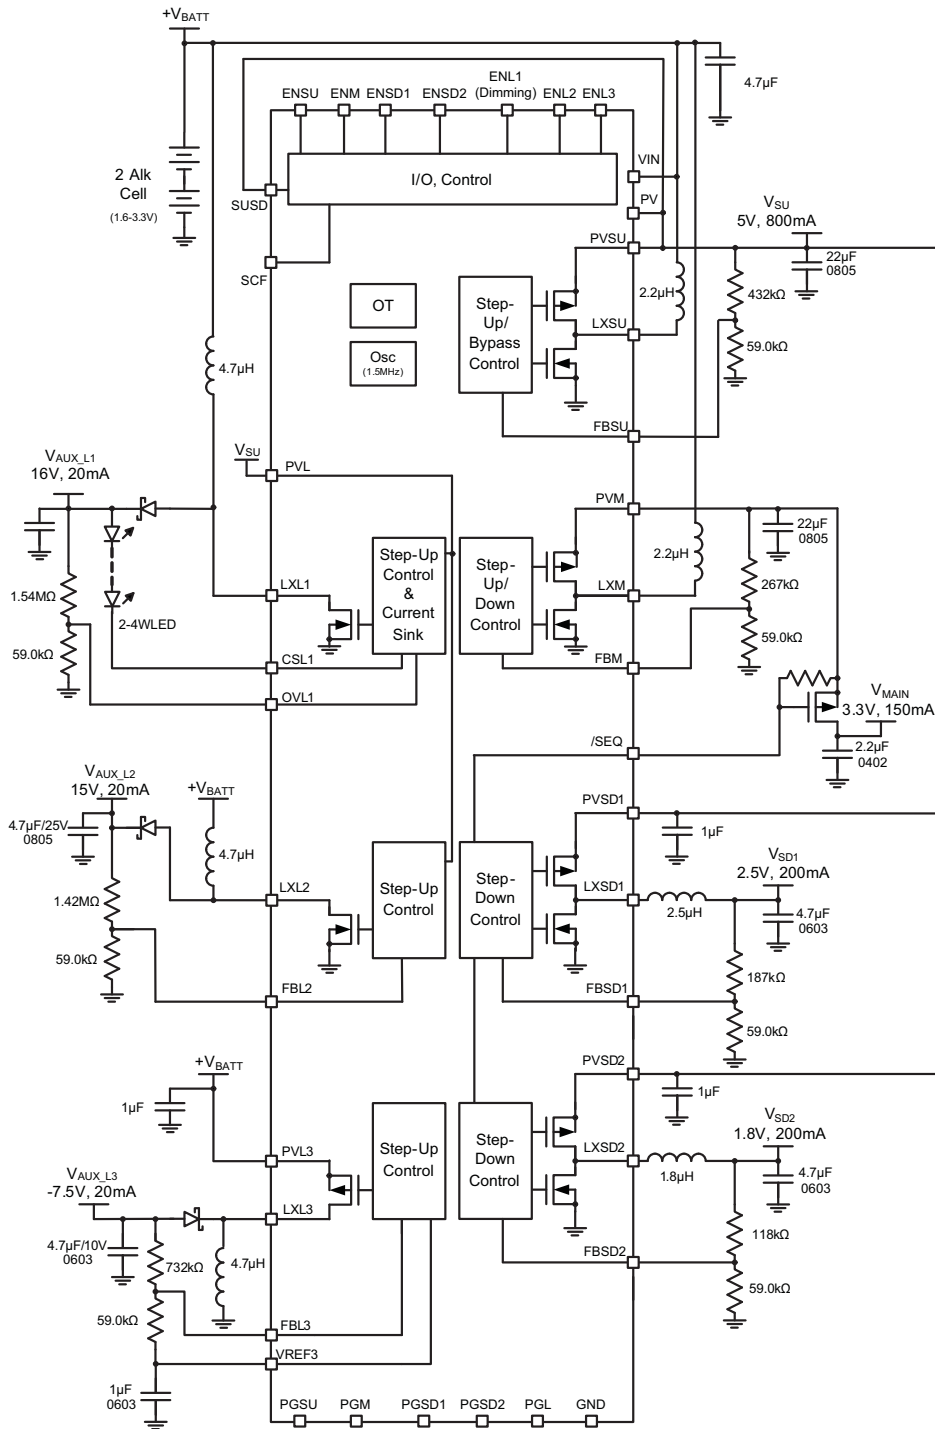 +VBATT
4.7µF
ENSU
ENM
ENSD1
ENSD2
ENL1
(Dimming)
ENL2
ENL3
I/O, Control
VIN
PV
SUSD
SCF
2 Alk
Cell
(1.6-3.3V)
VSU
5V, 800mA
PVSU
22µF
0805
432kΩ
59.0kΩ
2.2µH
LXSU
FBSU
Step-
Up/
Bypass
Control
OT
Osc
(1.5MHz)
4.7µH
VSU
PVL
VAUX_L1
16V, 20mA
1.54MΩ
59.0kΩ
2-4WLED
LXL1
CSL1
OVL1
Step-Up
Control
&
Current
Sink
Step-
Up/
Down
Control
PVM
LXM
FBM
2.2µH
22µF
0805
267kΩ
59.0kΩ
VMAIN
3.3V, 150mA
2.2µF
0402
/SEQ
VAUX_L2
15V, 20mA
+VBATT
4.7µF/25V
0805
4.7µH
1.42MΩ
59.0kΩ
LXL2
FBL2
Step-Up
Control
Step-
Down
Control
PVSD1
1µF
LXSD1
2.5µH
VSD1
2.5V, 200mA
4.7µF
0603
187kΩ
59.0kΩ
FBSD1
+VBATT
1µF
PVL3
VAUX_L3
-7.5V, 20mA
LXL3
4.7µF/10V
0603
732kΩ
4.7µH
59.0kΩ
FBL3
VREF3
1µF
0603
Step-Up
Control
Step-
Down
Control
PVSD2
1µF
LXSD2
1.8µH
VSD2
1.8V, 200mA
4.7µF
0603
118kΩ
59.0kΩ
FBSD2
PGSU
PGM
PGSD1
PGSD2
PGL
GND